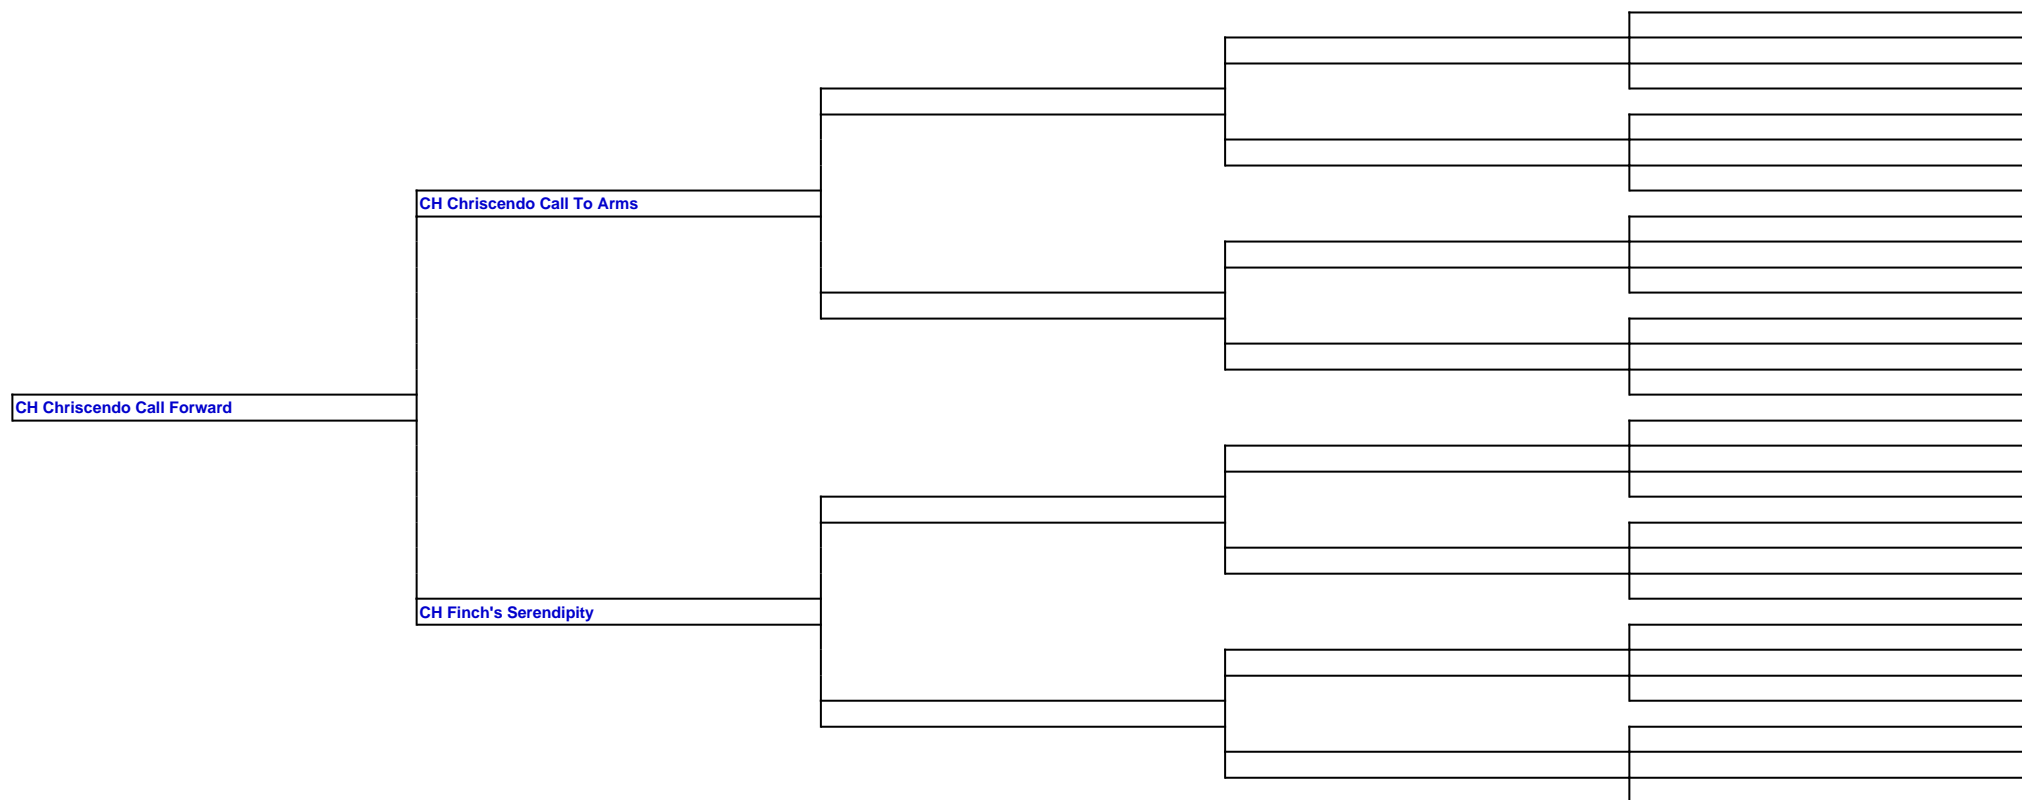 CH Chriscendo Call To Arms
CH Chriscendo Call Forward
CH Finch's Serendipity